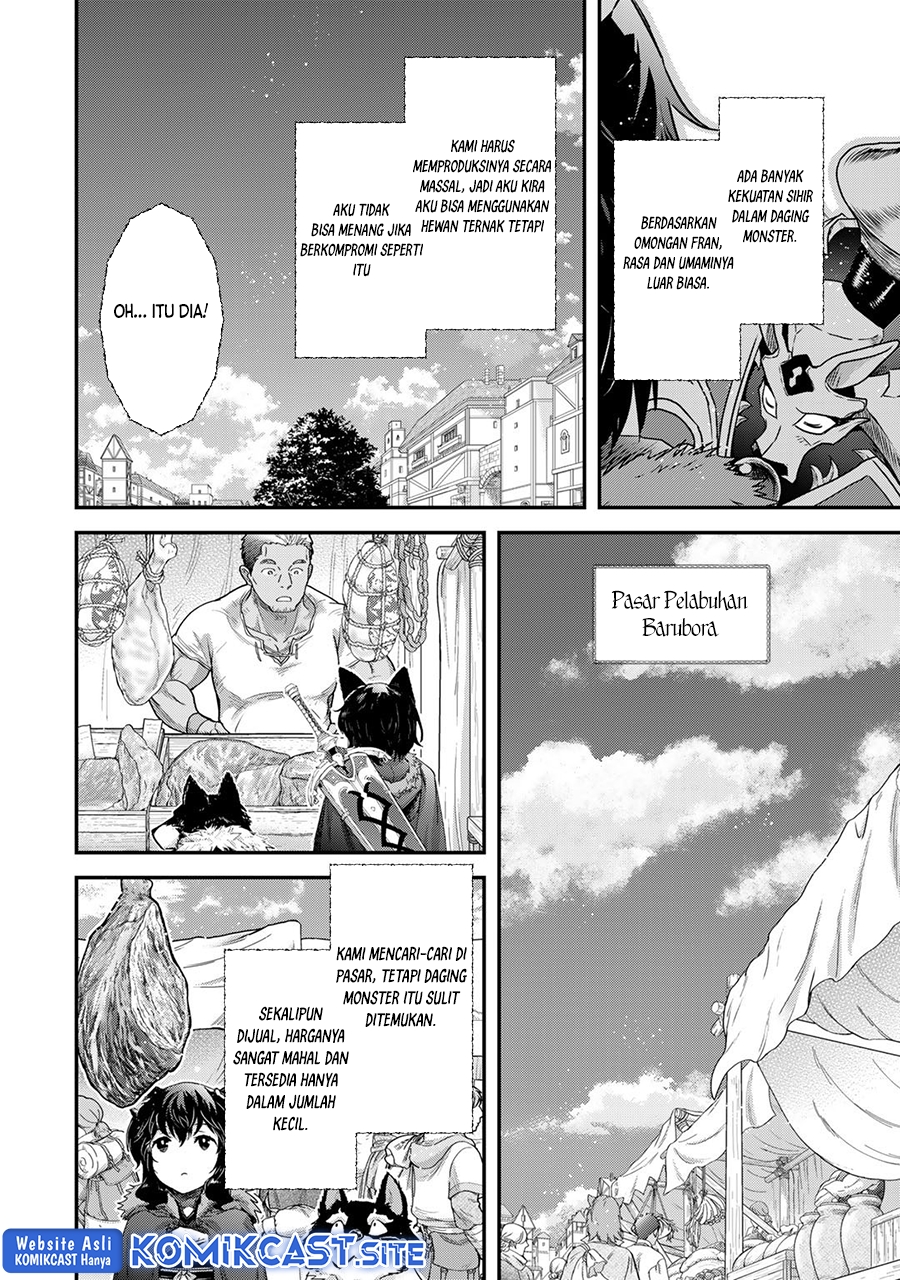 ADA BANYAK
KEKUATAN SIHIR
DALAM DAGING
MONSTER.
BERDASARKAN
OMONGAN FRAN,
RASA DAN UMAMINYA
LUAR BIASA.
KAMI HARUS
MEMPRODUKSINYA SECARA
MASSAL, JADI AKU KIRA
AKU BISA MENGGUNAKAN
HEWAN TERNAK TETAPI
AKU TIDAK
BISA MENANG JIKA
BERKOMPROMI SEPERTI
ITU
OH... ITU DIA!
Pasar Pelabuhan
Barubora
KAMI MENCARI-CARI DI
PASAR, TETAPI DAGING
MONSTER ITU SULIT
DITEMUKAN.
SEKALIPUN
DIJUAL, HARGANYA
SANGAT MAHAL DAN
TERSEDIA HANYA
DALAM JUMLAH
KECIL.
Website Asli
KOMIKCAST Hanya
KOMIKCAST.SITE